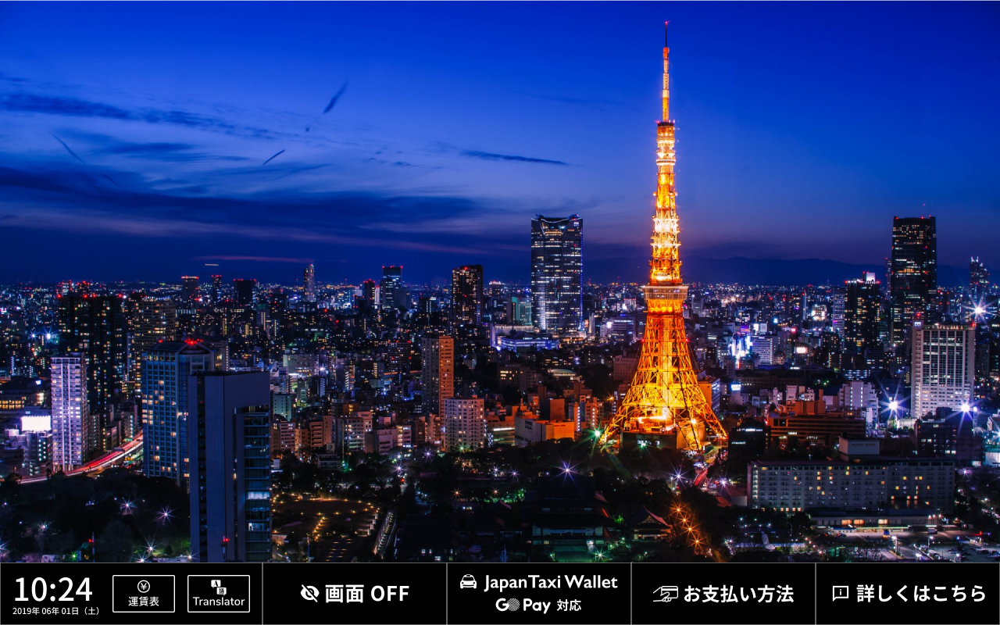 10:24
2019年 06年 01日（土）
運賃表
Translator
画面 OFF
JapanTaxi Wallet
GO Pay 対応
お支払い方法
詳しくはこちら